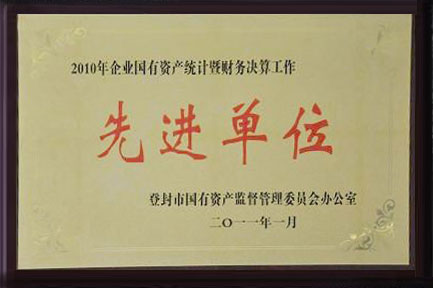 2010年企业国有资产统计暨财务决算工作
先进单位
登封市国有资产监督管理委员会办公室
二〇一一年一月